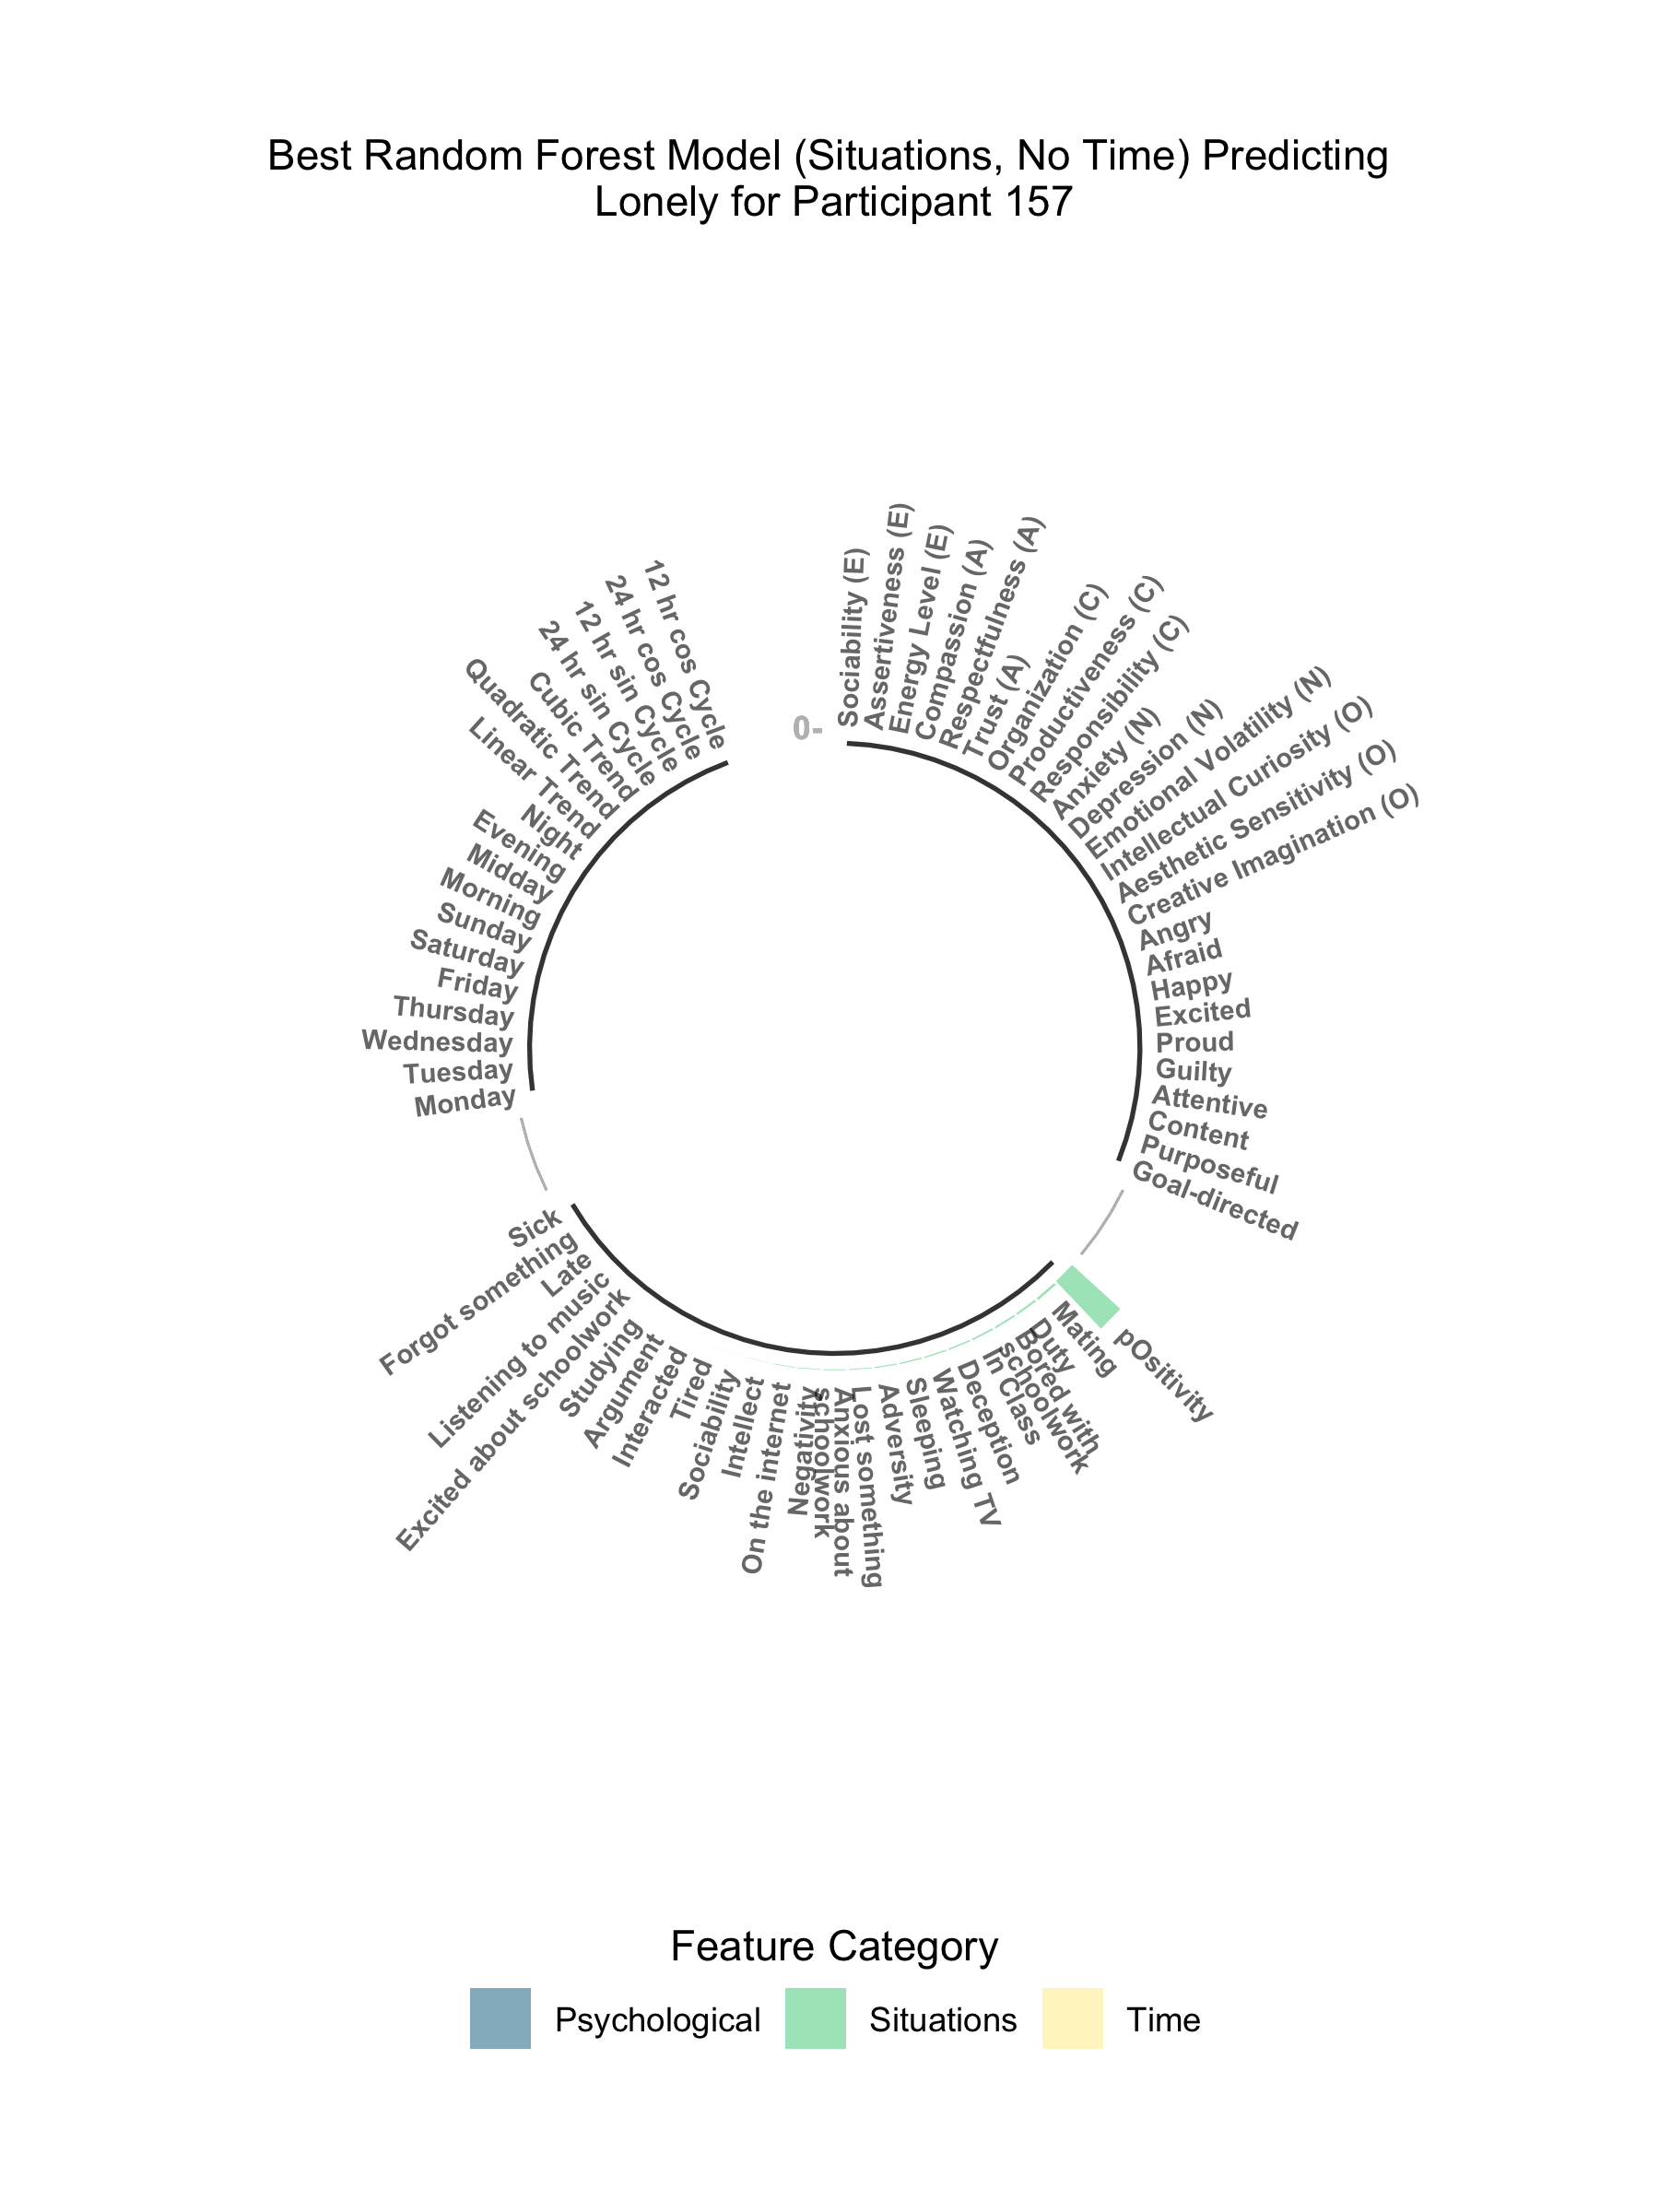 Best Random Forest Model (Situations, No Time) Predicting
Lonely for Participant 157
0-
Sociability (E)
Assertiveness (E)
Energy Level (E)
Compassion (A)
Respectfulness (A)
Trust (A)
Organization (C)
Productiveness (C)
Responsibility (C)
Anxiety (N)
Depression (N)
Emotional Volatility (N)
Intellectual Curiosity (O)
Aesthetic Sensitivity (O)
Creative Imagination (O)
Angry
Afraid
Happy
Excited
Proud
Guilty
Attentive
Content
Purposeful
Goal-directed
pOsitivity
Mating
Duty
Bored with
schoolwork
In Class
Deception
Watching TV
Sleeping
Adversity
Lost something
Anxious about
schoolwork
Negativity
On the internet
Intellect
Sociability
Tired
Interacted
Argument
Studying
Excited about schoolwork
Listening to music
Late
Forgot something
Sick
Monday
Tuesday
Wednesday
Thursday
Friday
Saturday
Sunday
Morning
Midday
Evening
Night
Linear Trend
Quadratic Trend
Cubic Trend
24 hr sin Cycle
12 hr sin Cycle
24 hr cos Cycle
12 hr cos Cycle
Feature Category
Psychological
Situations
Time